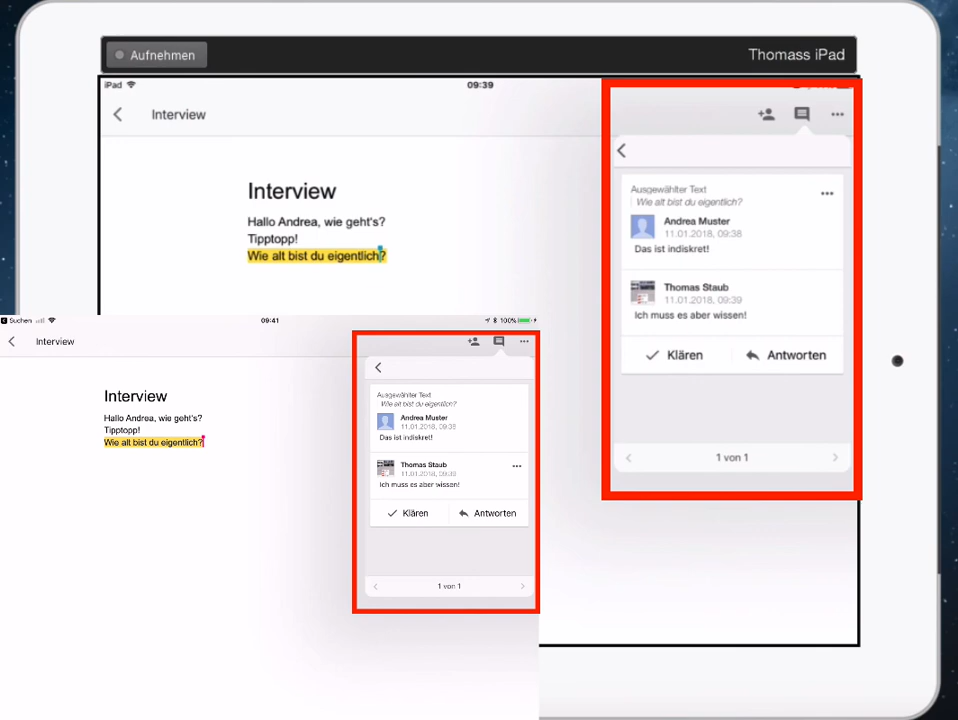 Aufnehmen
Thomass iPad
iPad
09:39
Interview
Interview
Hallo Andrea, wie geht's?
Tipptopp!
Wie alt bist du eigentlich?
Ausgewählter Text
Wie alt bist du eigentlich?
Andrea Muster
11.01.2018, 09:38
Das ist indiskret!
Thomas Staub
11.01.2018, 09:39
Ich muss es aber wissen!
Klären
Antworten
1 von 1
Suchen
09:41
100%
Interview
Interview
Hallo Andrea, wie geht's?
Tipptopp!
Wie alt bist du eigentlich?
Ausgewählter Text
Wie alt bist du eigentlich?
Andrea Muster
11.01.2018, 09:38
Das ist indiskret!
Thomas Staub
11.01.2018, 09:39
Ich muss es aber wissen!
Klären
Antworten
1 von 1